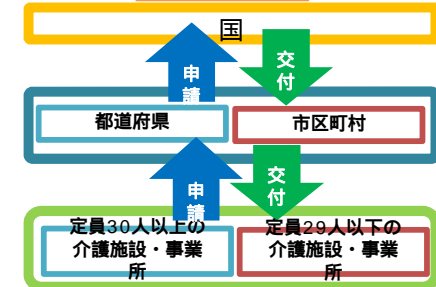 国
申請
交付
都道府県
市区町村
申請
交付
定員30人以上の
介護施設・事業
所
定員29人以下の
介護施設・事業
所